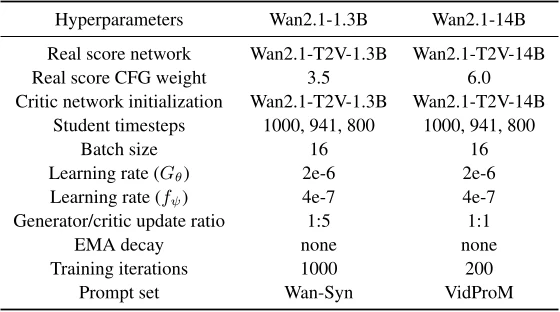 Hyperparameters Wan2.1-1.3B Wan2.1-14B
Real score network Wan2.1-T2V-1.3B Wan2.1-T2V-14B
Real score CFG weight 3.5 6.0
Critic network initialization Wan2.1-T2V-1.3B Wan2.1-T2V-14B
Student timesteps 1000, 941, 800 1000, 941, 800
Batch size 16 16
Learning rate (Gθ) 2e-6 2e-6
Learning rate (fψ) 4e-7 4e-7
Generator/critic update ratio 1:5 1:1
EMA decay none none
Training iterations 1000 200
Prompt set Wan-Syn VidProM